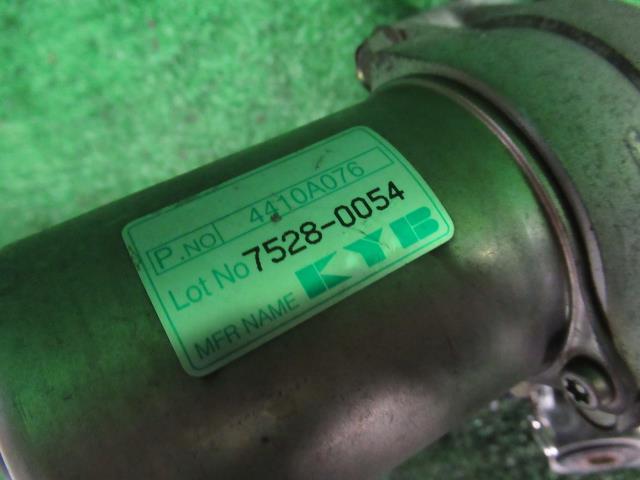 P.NO 4410A076
Lot No 7528-0054
MFR NAME KYB